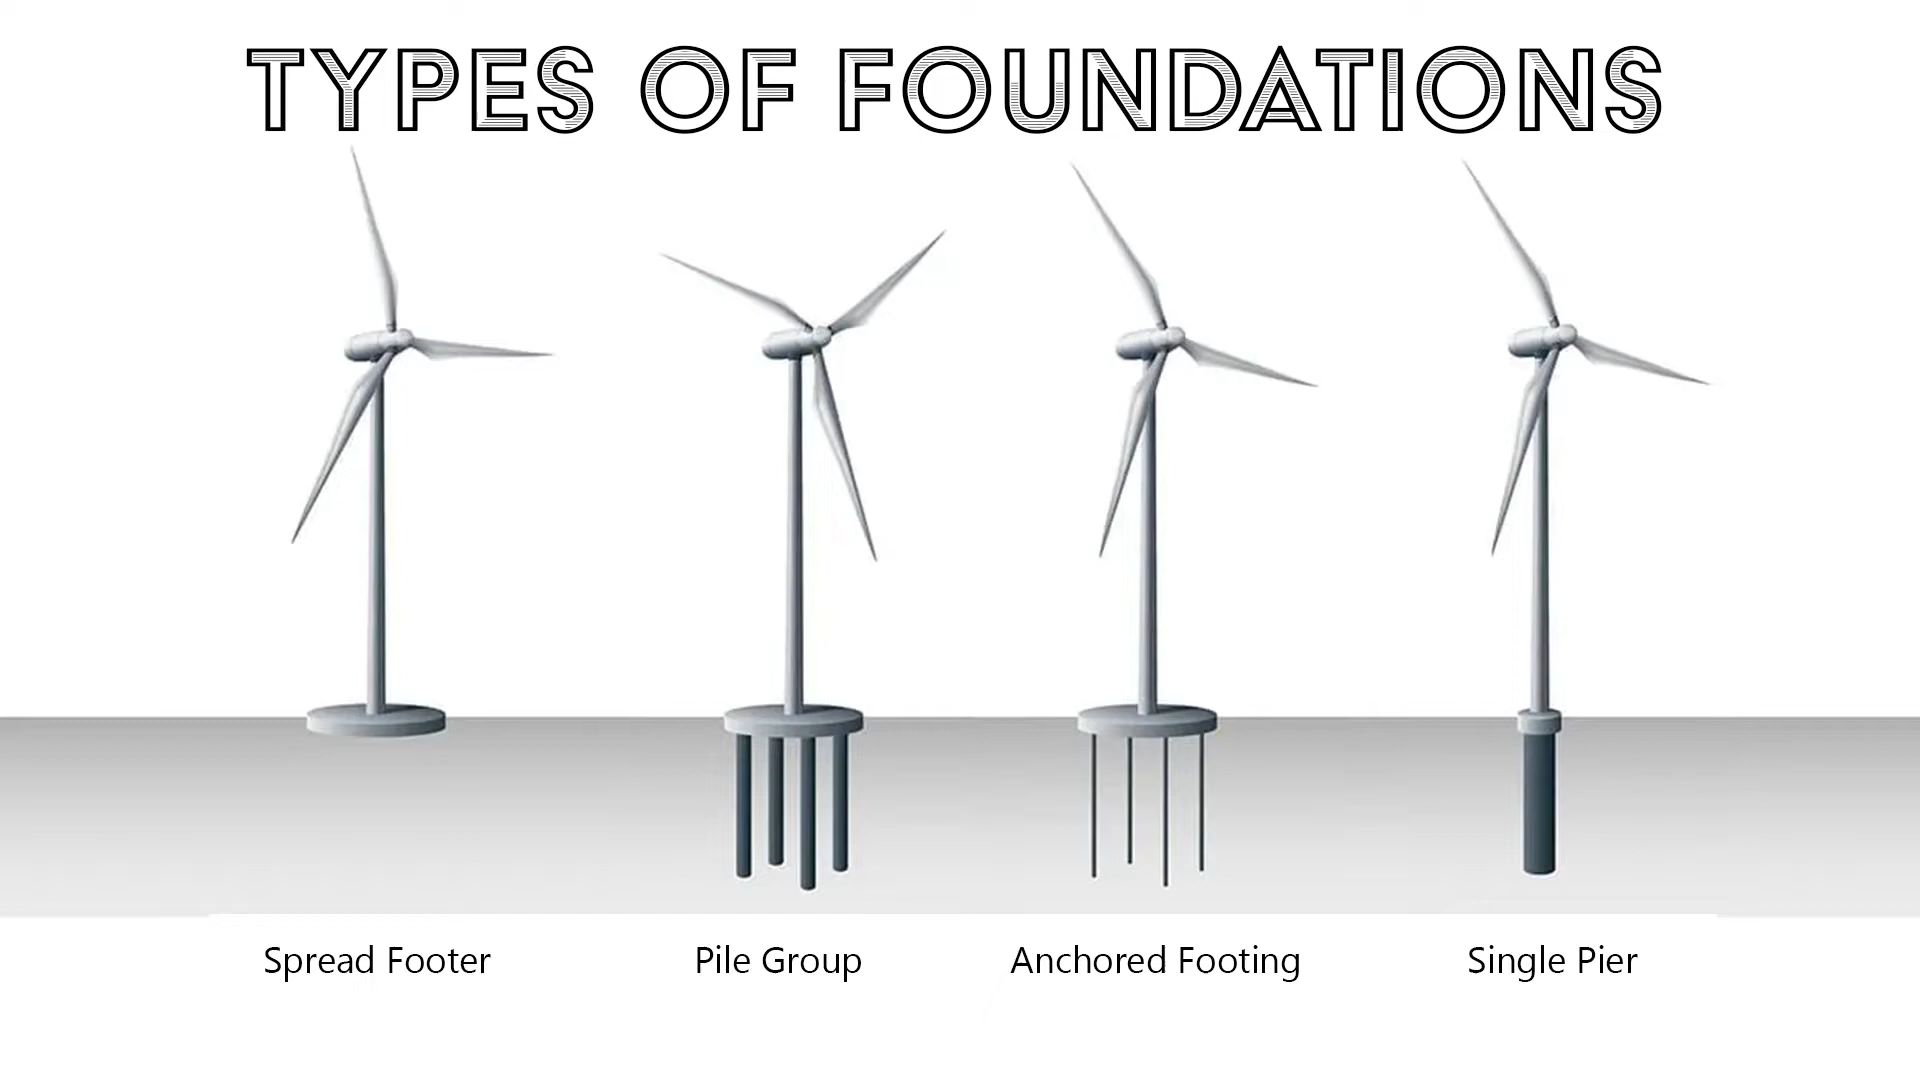 TYPES OF FOUNDATIONS
Spread Footer
Pile Group
Anchored Footing
Single Pier